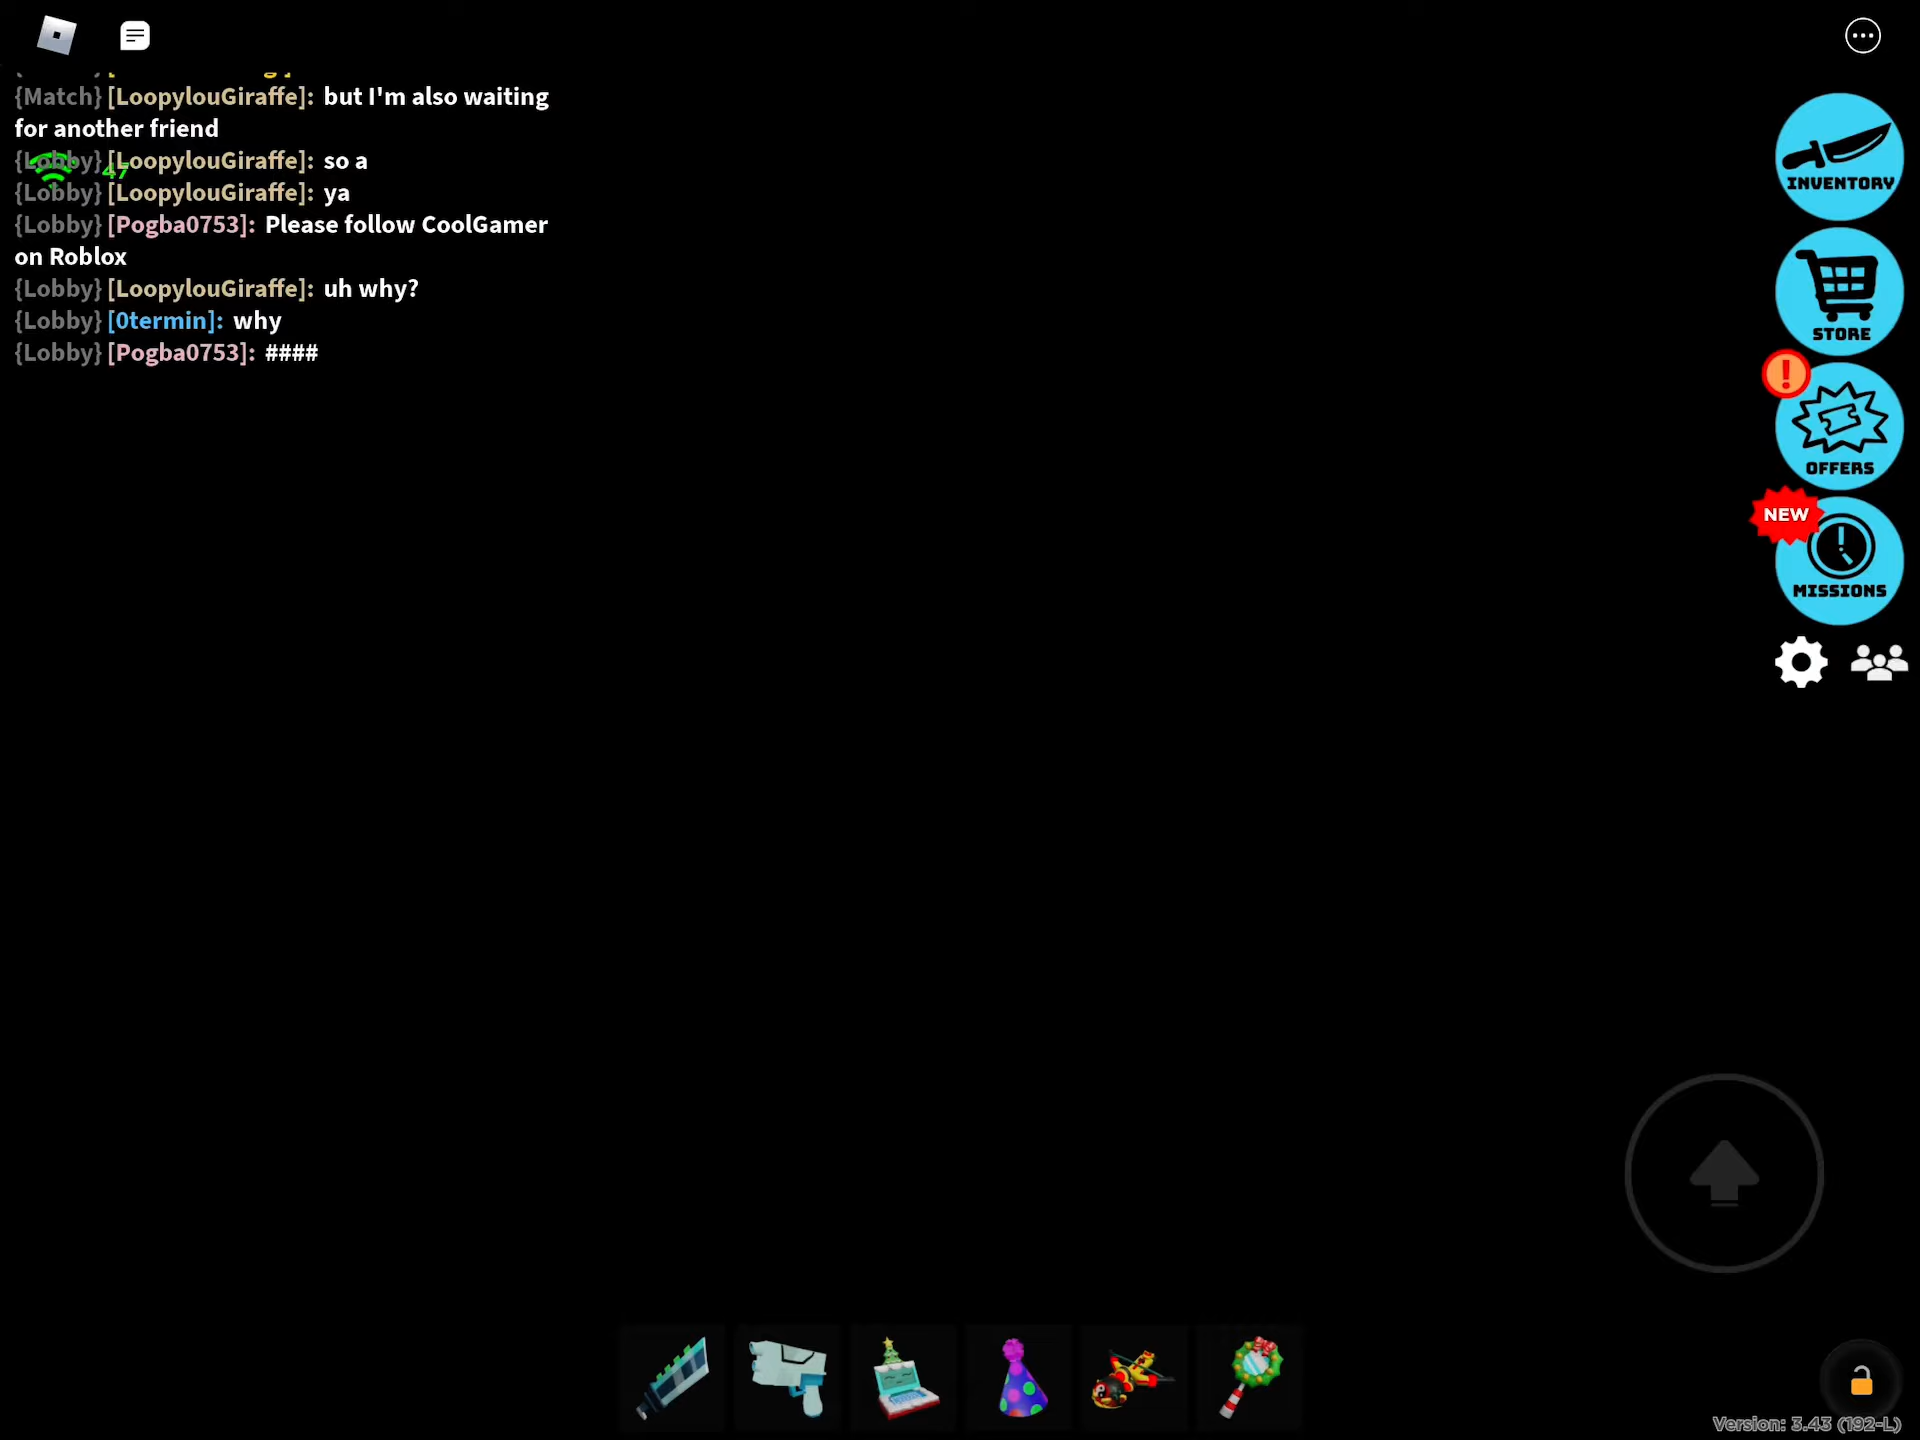 {Match} [LoopylouGiraffe]: but I'm also waiting
for another friend
{Lobby} [LoopylouGiraffe]: so a
47
{Lobby} [LoopylouGiraffe]: ya
{Lobby} [Pogba0753]: Please follow CoolGamer
on Roblox
{Lobby} [LoopylouGiraffe]: uh why?
{Lobby} [0termin]: why
{Lobby} [Pogba0753]: ####
INVENTORY
STORE
!
OFFERS
NEW
MISSIONS
Version: 3.43 (192-L)